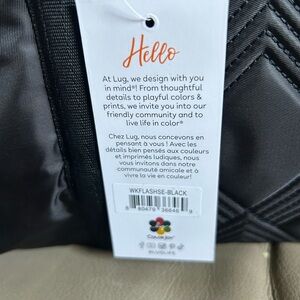 Hello
At Lug, we design with you
in mind®! From thoughtful
details to playful colors &
prints, we invite you into our
friendly community and to
live life in color®
Chez Lug, nous concevons en
pensant à vous ! Avec les
détails bien pensés aux couleurs
et imprimés ludiques, nous
vous invitons dans notre
communauté amicale et à
vivre la vie en couleur!
WKFLASHSE-BLACK